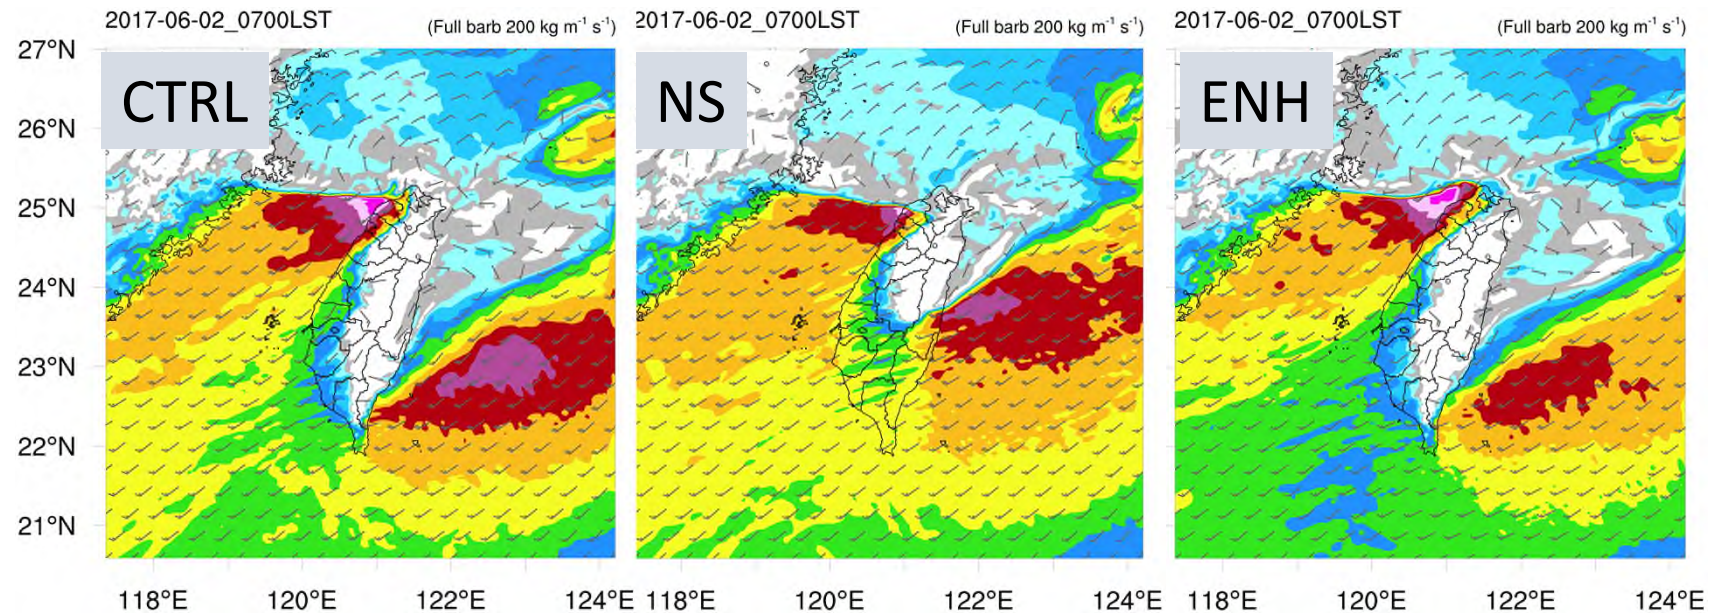 2017-06-02_0700LST (Full barb 200 kg m⁻¹ s⁻¹) 2017-06-02_0700LST (Full barb 200 kg m⁻¹ s⁻¹) 2017-06-02_0700LST (Full barb 200 kg m⁻¹ s⁻¹)
27°N
CTRL NS ENH
26°N
25°N
24°N
23°N
22°N
21°N
118°E 120°E 122°E 124°E 118°E 120°E 122°E 124°E 118°E 120°E 122°E 124°E